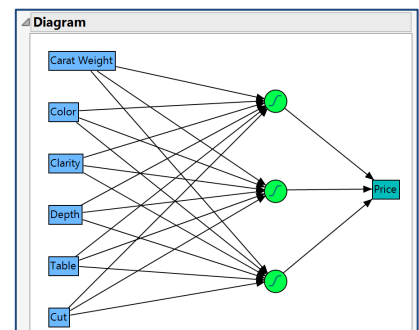 Diagram
Carat Weight
Color
Clarity
Depth
Price
Table
Cut